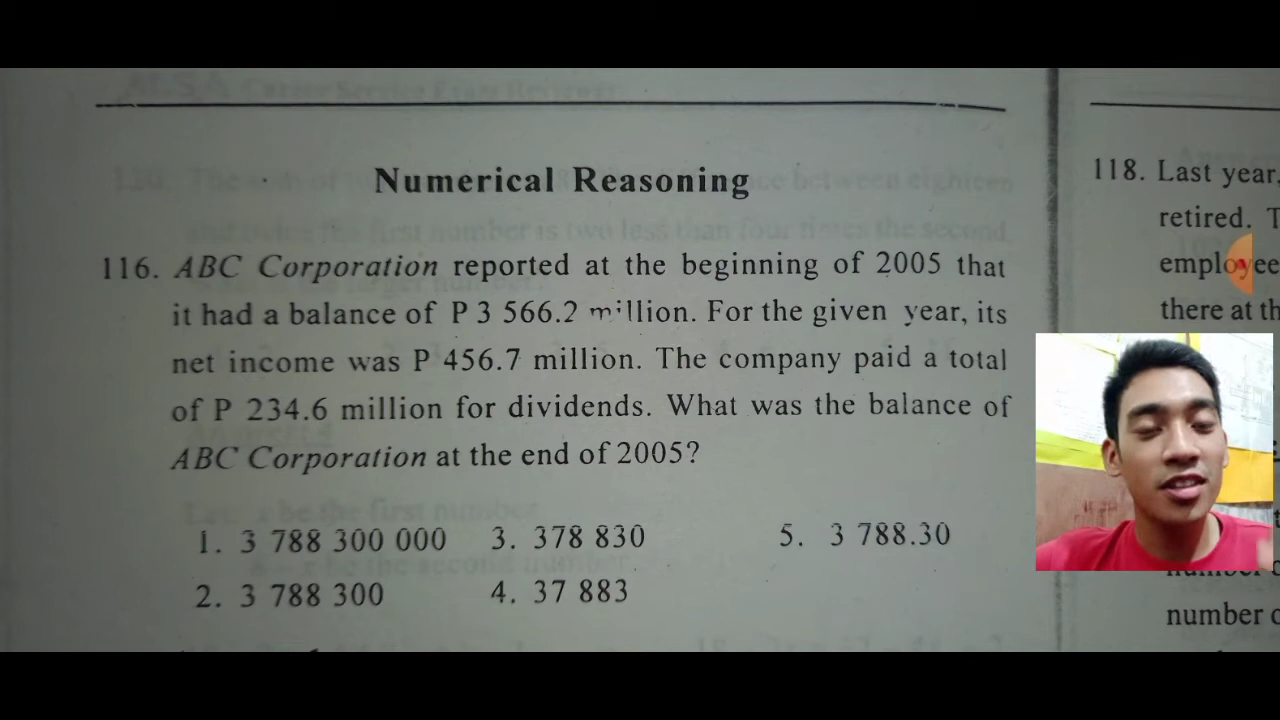 Numerical Reasoning
116. ABC Corporation reported at the beginning of 2005 that
it had a balance of P 3 566.2 million. For the given year, its
net income was P 456.7 million. The company paid a total
of P 234.6 million for dividends. What was the balance of
ABC Corporation at the end of 2005?
1. 3 788 300 000 3. 378 830 5. 3 788.30
2. 3 788 300 4. 37 883
118. Last year,
retired.
employee
there at th
number